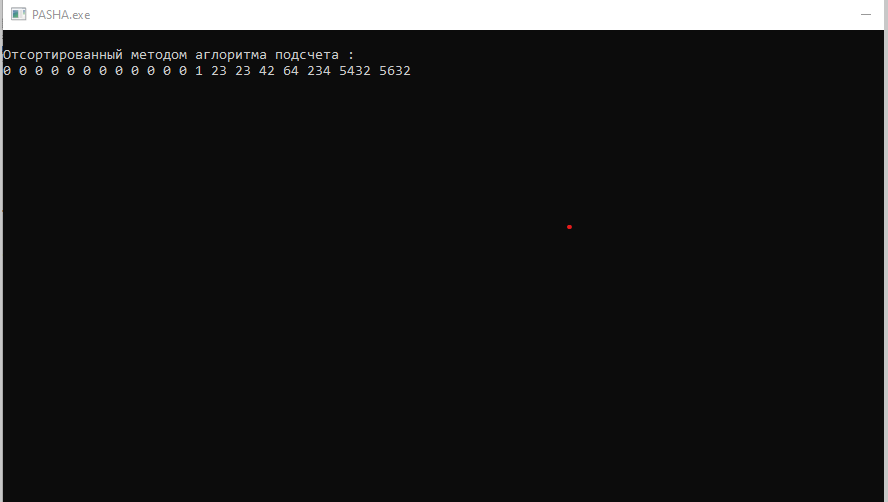 PASHA.exe
Отсортированный методом аглоритма подсчета :
0 0 0 0 0 0 0 0 0 0 0 0 1 23 23 42 64 234 5432 5632